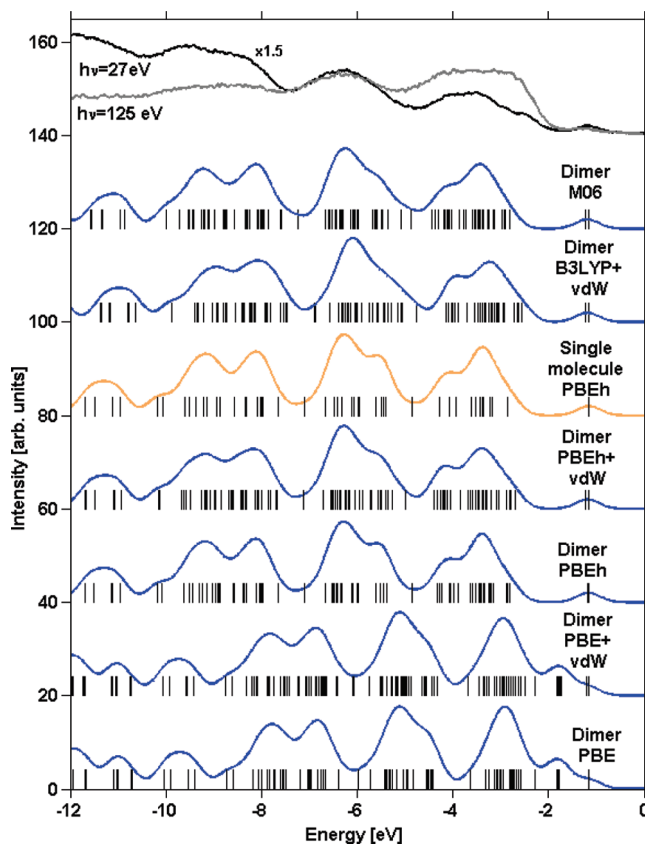 160
x1.5
hν=27eV
hν=125 eV
140
Dimer
M06
120
Dimer
B3LYP+
vdW
100
Single
molecule
PBEh
80
Dimer
PBEh+
vdW
60
Dimer
PBEh
40
Dimer
PBE+
vdW
20
Dimer
PBE
0
Intensity [arb. units]
-12
-10
-8
-6
-4
-2
0
Energy [eV]